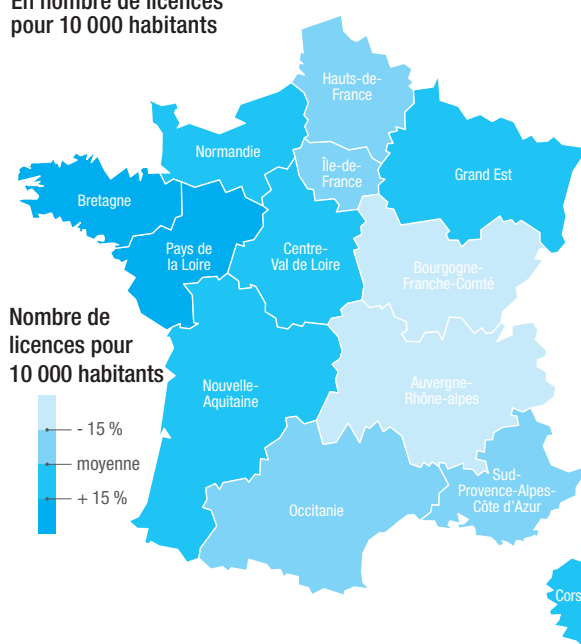 En nombre de licences
pour 10 000 habitants
Hauts-de-
France
Normandie
Île-de-
France
Grand Est
Bretagne
Pays de
la Loire
Centre-
Val de Loire
Bourgogne-
Franche-Comté
Nombre de
licences pour
10 000 habitants
Nouvelle-
Aquitaine
Auvergne-
Rhône-alpes
- 15 %
moyenne
+ 15 %
Sud-
Provence-Alpes-
Côte d'Azur
Occitanie
Cors